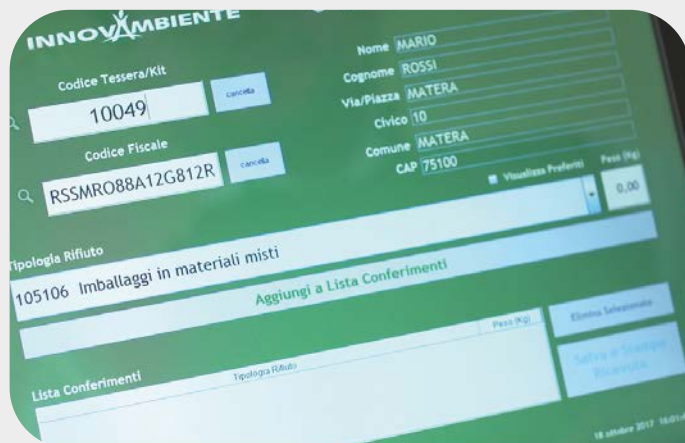 INNOVAMBIENTE
Codice Tessera/Kit
10049
cancella
Codice Fiscale
RSSMRO88A12G812R
cancella
Nome MARIO
Cognome ROSSI
Via/Piazza MATERA
Civico 10
Comune MATERA
CAP 75100
Visualizza Preferiti
Peso (Kg)
Tipologia Rifiuto
105106 Imballaggi in materiali misti
0,00
Aggiungi a Lista Conferimenti
Lista Conferimenti
Tipologia Rifiuto
Peso (Kg)
Elimina Selezionato
Salva e Stampa
Ricevuta
18 ottobre 2017